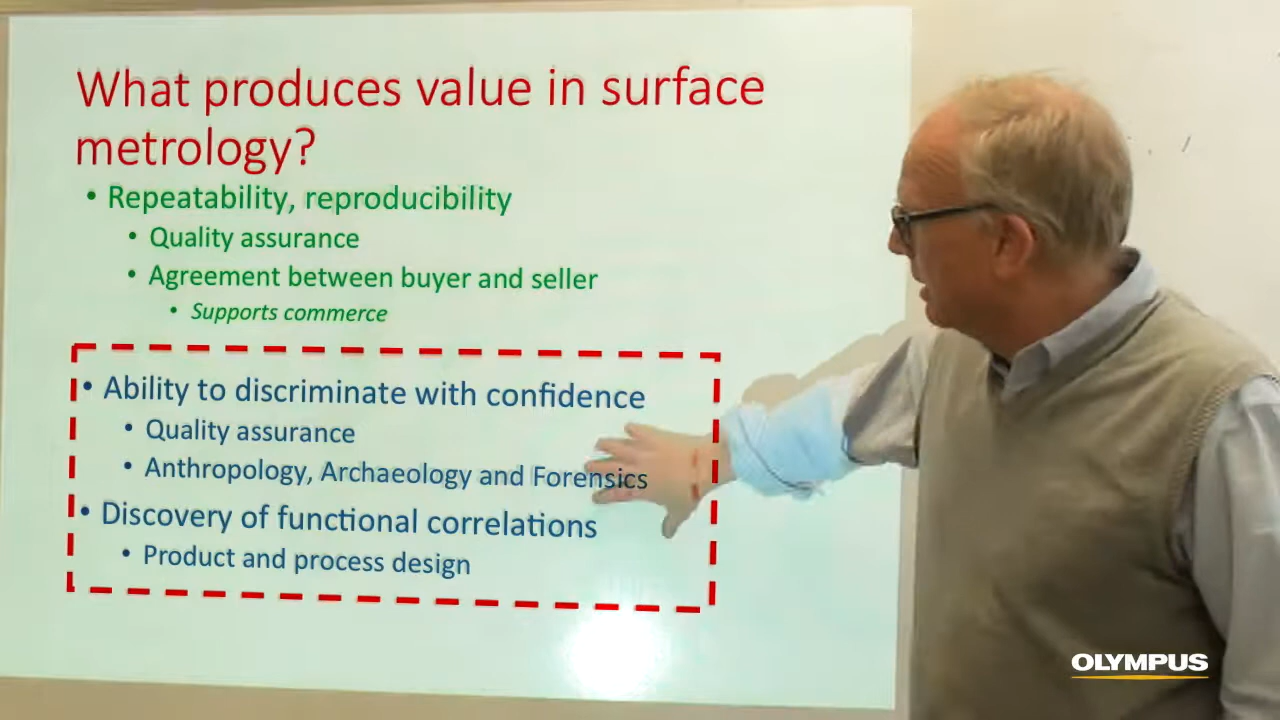 What produces value in surface
metrology?
• Repeatability, reproducibility
• Quality assurance
• Agreement between buyer and seller
• Supports commerce
• Ability to discriminate with confidence
• Quality assurance
• Anthropology, Archaeology and Forensics
• Discovery of functional correlations
• Product and process design
OLYMPUS